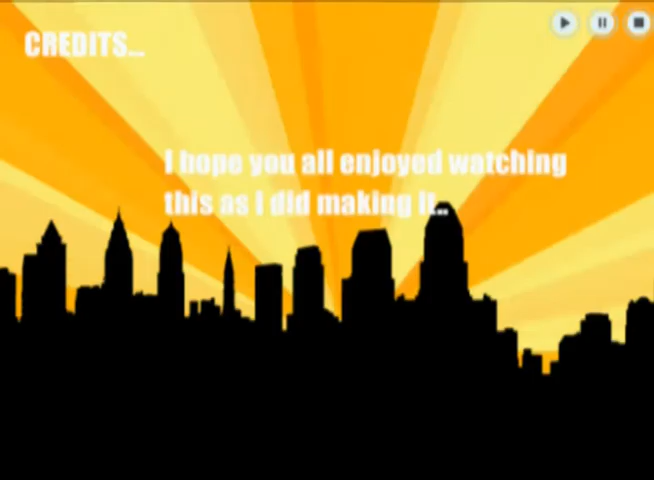 CREDITS...
I hope you all enjoyed watching
this as I did making it..